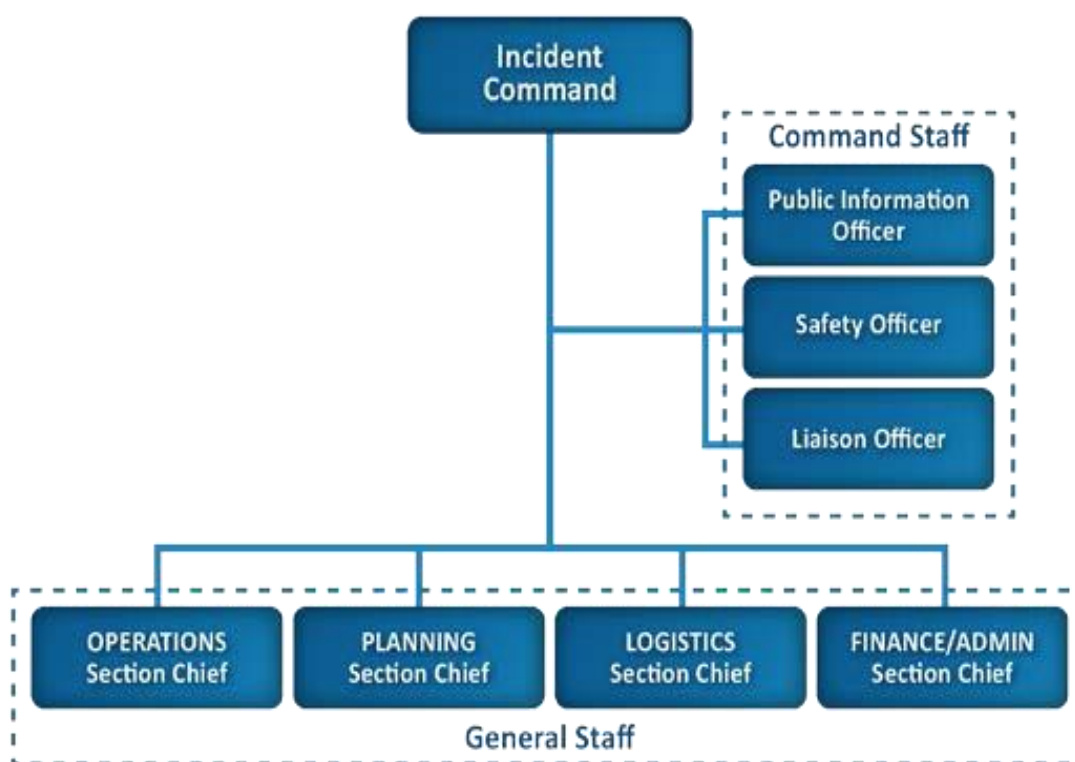 Incident
Command
Command Staff
Public Information
Officer
Safety Officer
Liaison Officer
OPERATIONS
Section Chief
PLANNING
Section Chief
LOGISTICS
Section Chief
FINANCE/ADMIN
Section Chief
General Staff